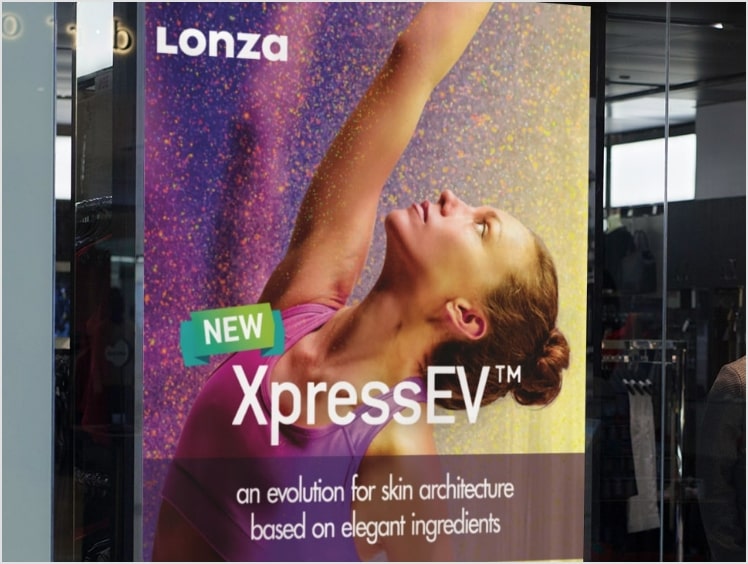 Lonza
NEW
XpressEV™
an evolution for skin architecture
based on elegant ingredients